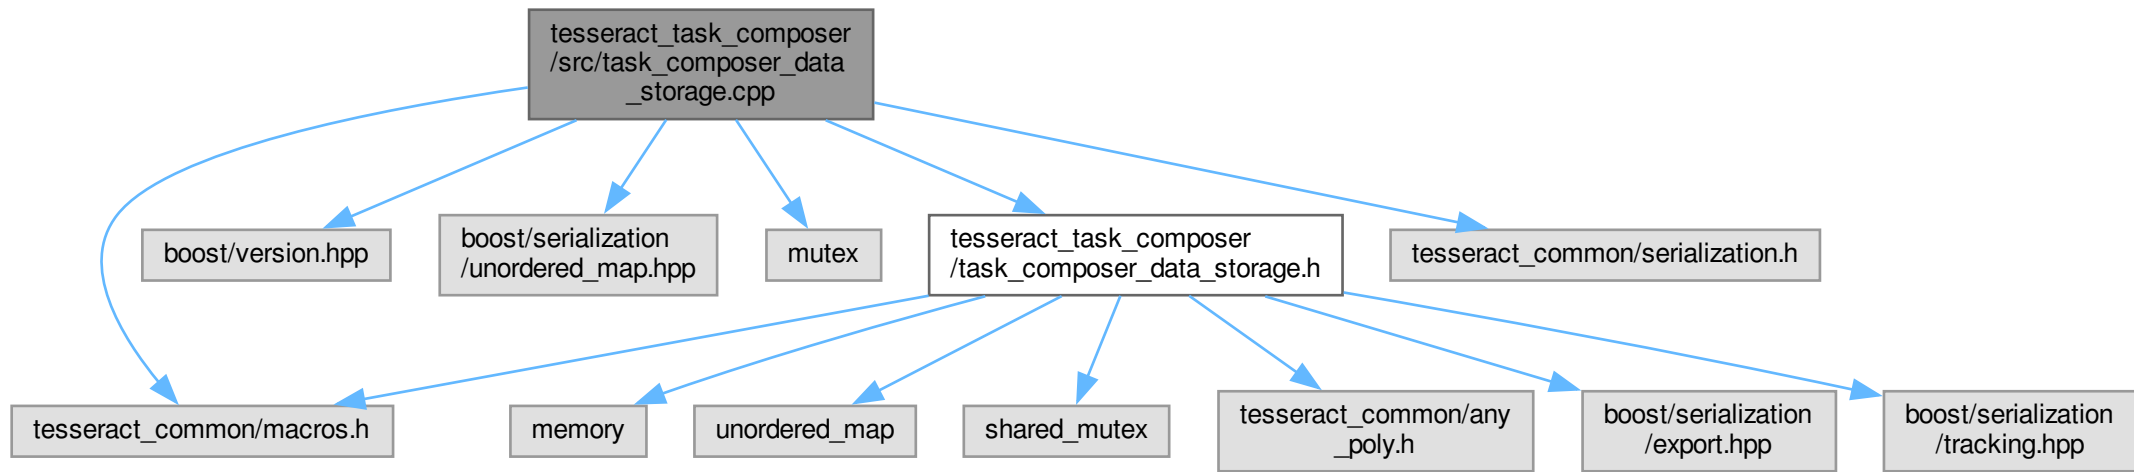 tesseract_task_composer
/src/task_composer_data
_storage.cpp
boost/version.hpp
boost/serialization
/unordered_map.hpp
mutex
tesseract_task_composer
/task_composer_data_storage.h
tesseract_common/serialization.h
tesseract_common/macros.h
memory
unordered_map
shared_mutex
tesseract_common/any
_poly.h
boost/serialization
/export.hpp
boost/serialization
/tracking.hpp